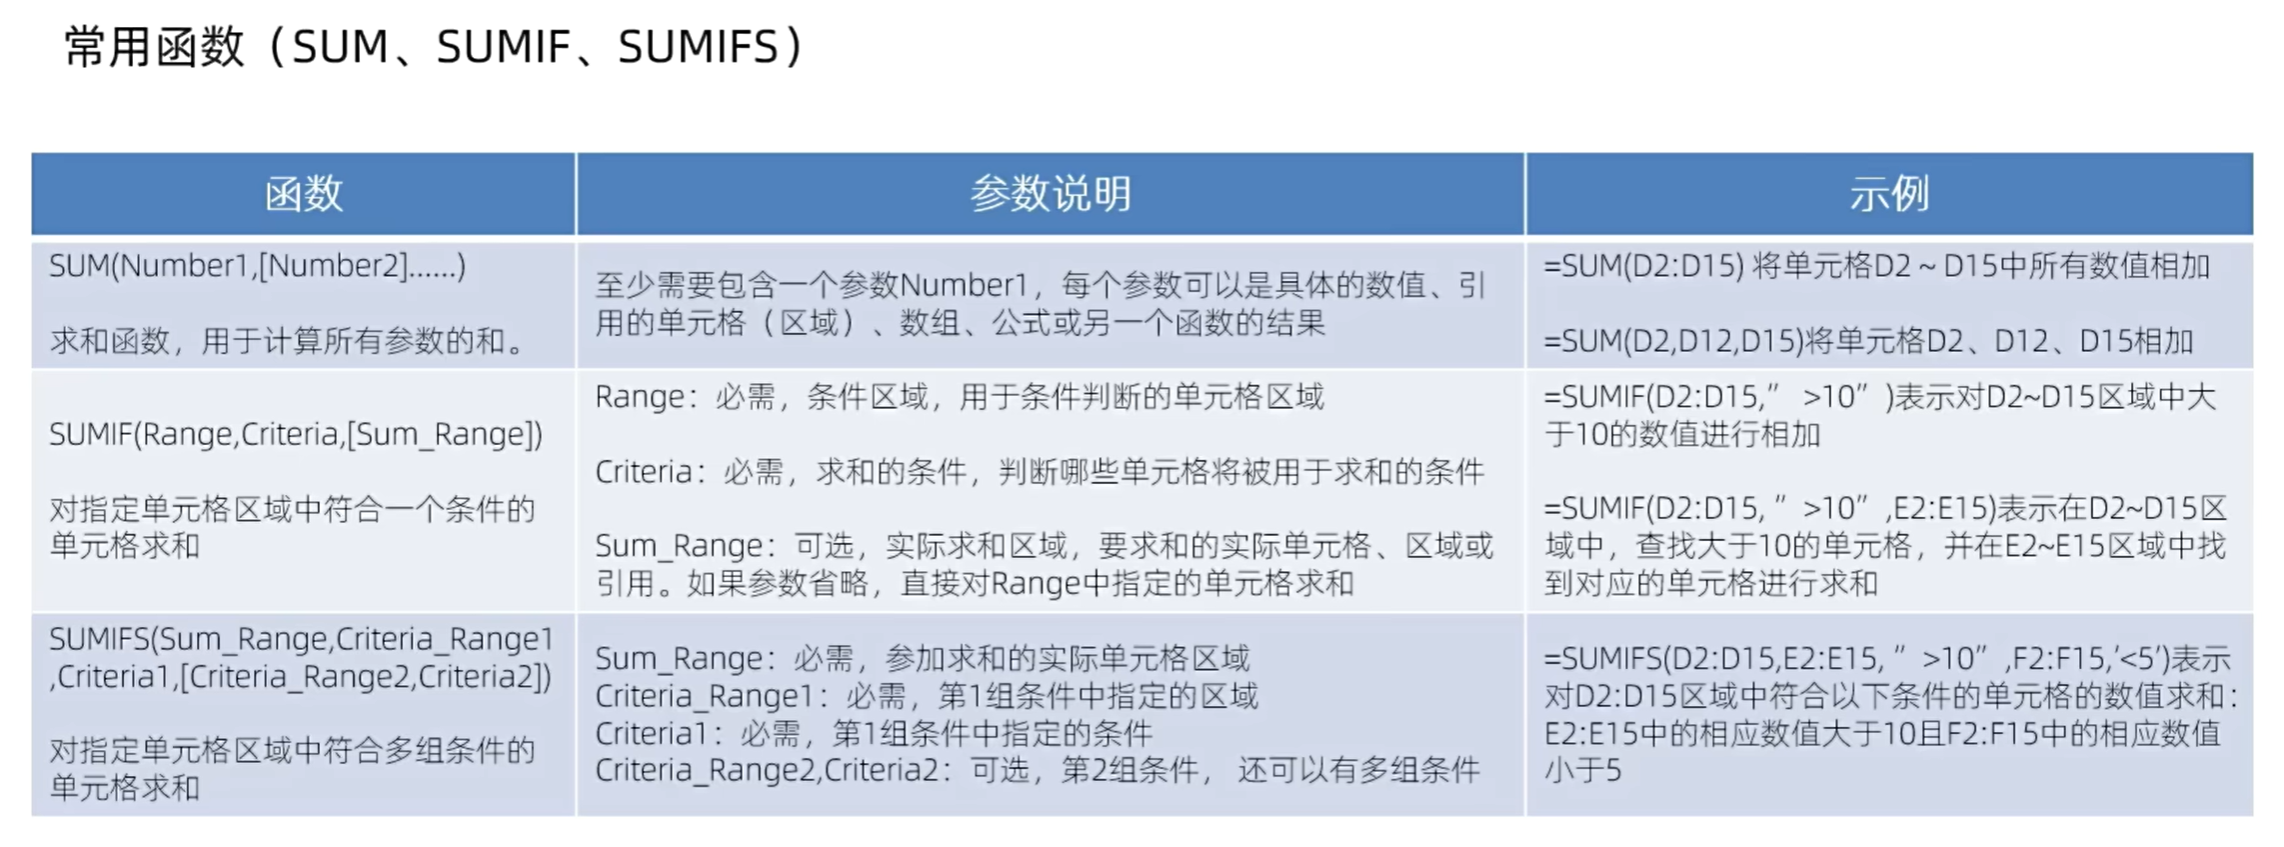 常用函数（SUM、SUMIF、SUMIFS）
函数
参数说明
示例
SUM(Number1,[Number2]......)
求和函数，用于计算所有参数的和。
至少需要包含一个参数Number1，每个参数可以是具体的数值、引
用的单元格（区域）、数组、公式或另一个函数的结果
=SUM(D2:D15) 将单元格D2～D15中所有数值相加
=SUM(D2,D12,D15)将单元格D2、D12、D15相加
SUMIF(Range,Criteria,[Sum_Range])
对指定单元格区域中符合一个条件的
单元格求和
Range：必需，条件区域，用于条件判断的单元格区域
Criteria：必需，求和的条件，判断哪些单元格将被用于求和的条件
Sum_Range：可选，实际求和区域，要求和的实际单元格、区域或
引用。如果参数省略，直接对Range中指定的单元格求和
=SUMIF(D2:D15,” >10” )表示对D2~D15区域中大
于10的数值进行相加
=SUMIF(D2:D15, ” >10” ,E2:E15)表示在D2~D15区
域中，查找大于10的单元格，并在E2~E15区域中找
到对应的单元格进行求和
SUMIFS(Sum_Range,Criteria_Range1
,Criteria1,[Criteria_Range2,Criteria2])
对指定单元格区域中符合多组条件的
单元格求和
Sum_Range：必需，参加求和的实际单元格区域
Criteria_Range1：必需，第1组条件中指定的区域
Criteria1：必需，第1组条件中指定的条件
Criteria_Range2,Criteria2：可选，第2组条件， 还可以有多组条件
=SUMIFS(D2:D15,E2:E15, ” >10” ,F2:F15,'<5')表示
对D2:D15区域中符合以下条件的单元格的数值求和：
E2:E15中的相应数值大于10且F2:F15中的相应数值
小于5